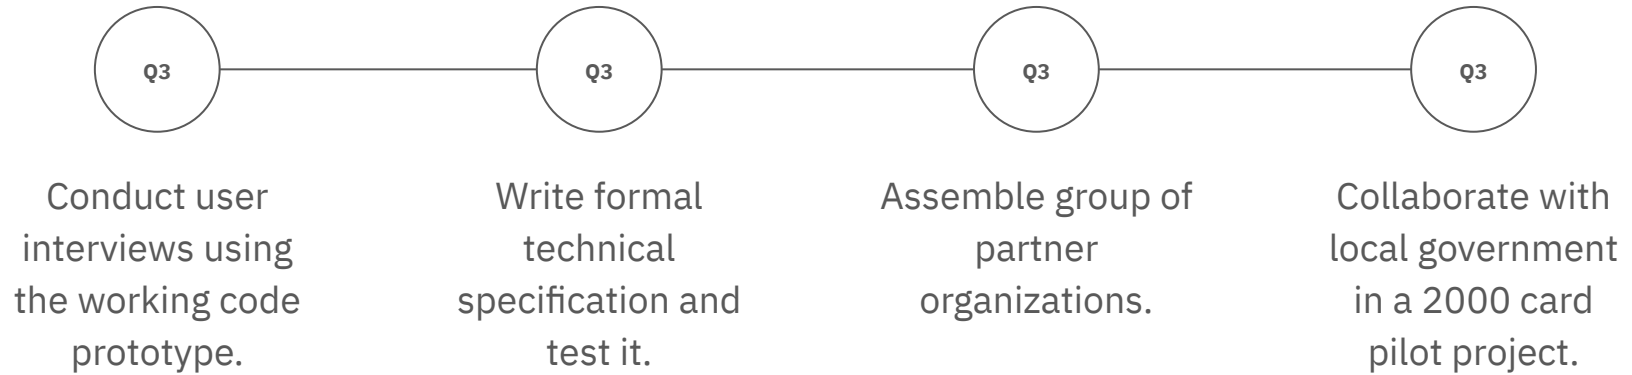 Q3
Conduct user
interviews using
the working code
prototype.
Q3
Write formal
technical
specification and
test it.
Q3
Assemble group of
partner
organizations.
Q3
Collaborate with
local government
in a 2000 card
pilot project.